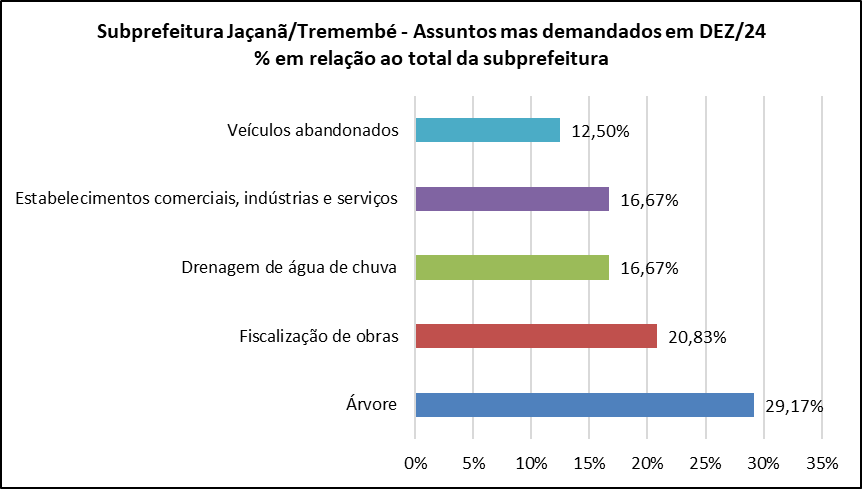 Subprefeitura Jaçanã/Tremembé - Assuntos mas demandados em DEZ/24
% em relação ao total da subprefeitura
Veículos abandonados 12,50%
Estabelecimentos comerciais, indústrias e serviços 16,67%
Drenagem de água de chuva 16,67%
Fiscalização de obras 20,83%
Árvore 29,17%
0% 5% 10% 15% 20% 25% 30% 35%